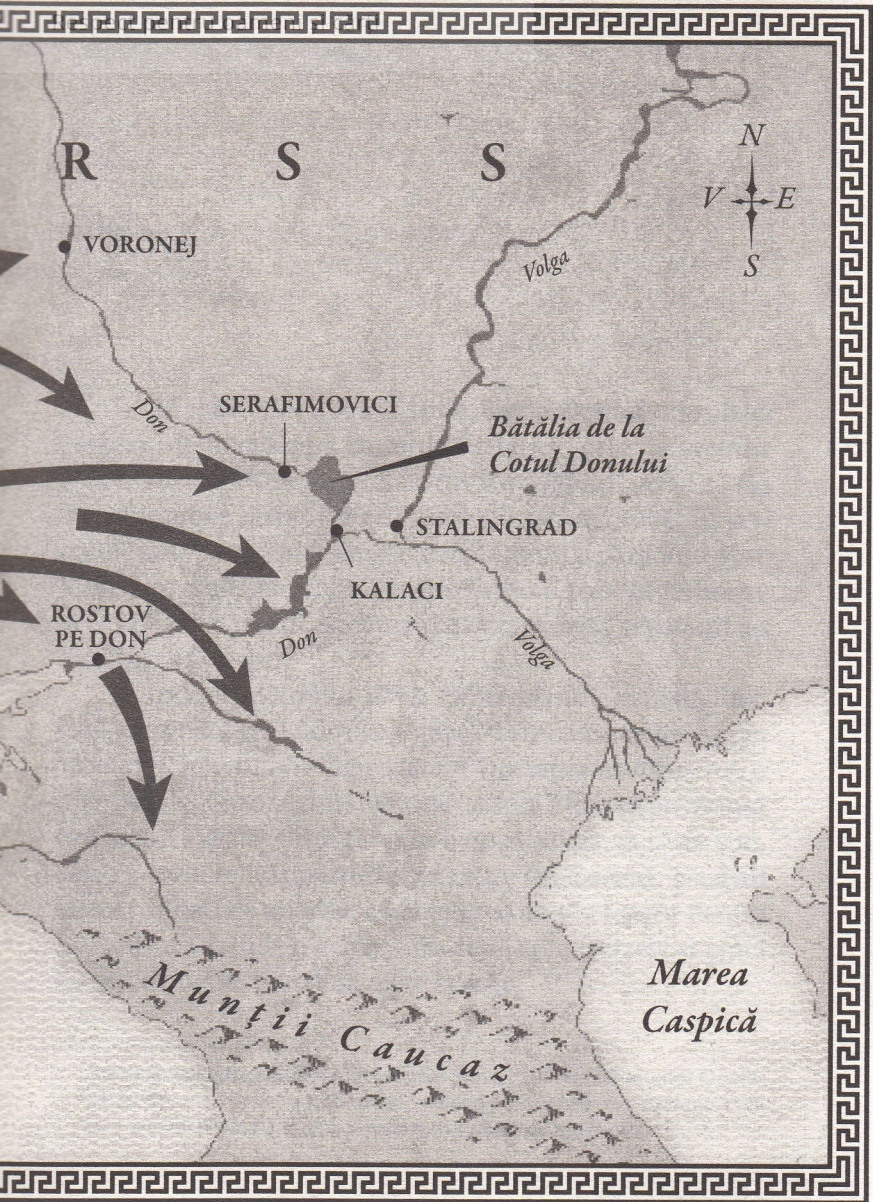 R S S
N
V E
S
VORONEJ
Volga
Don
SERAFIMOVICI
Bătălia de la
Cotul Donului
STALINGRAD
KALACI
ROSTOV
PE DON
Don
Volga
Marea
Caspică
Munții Caucaz